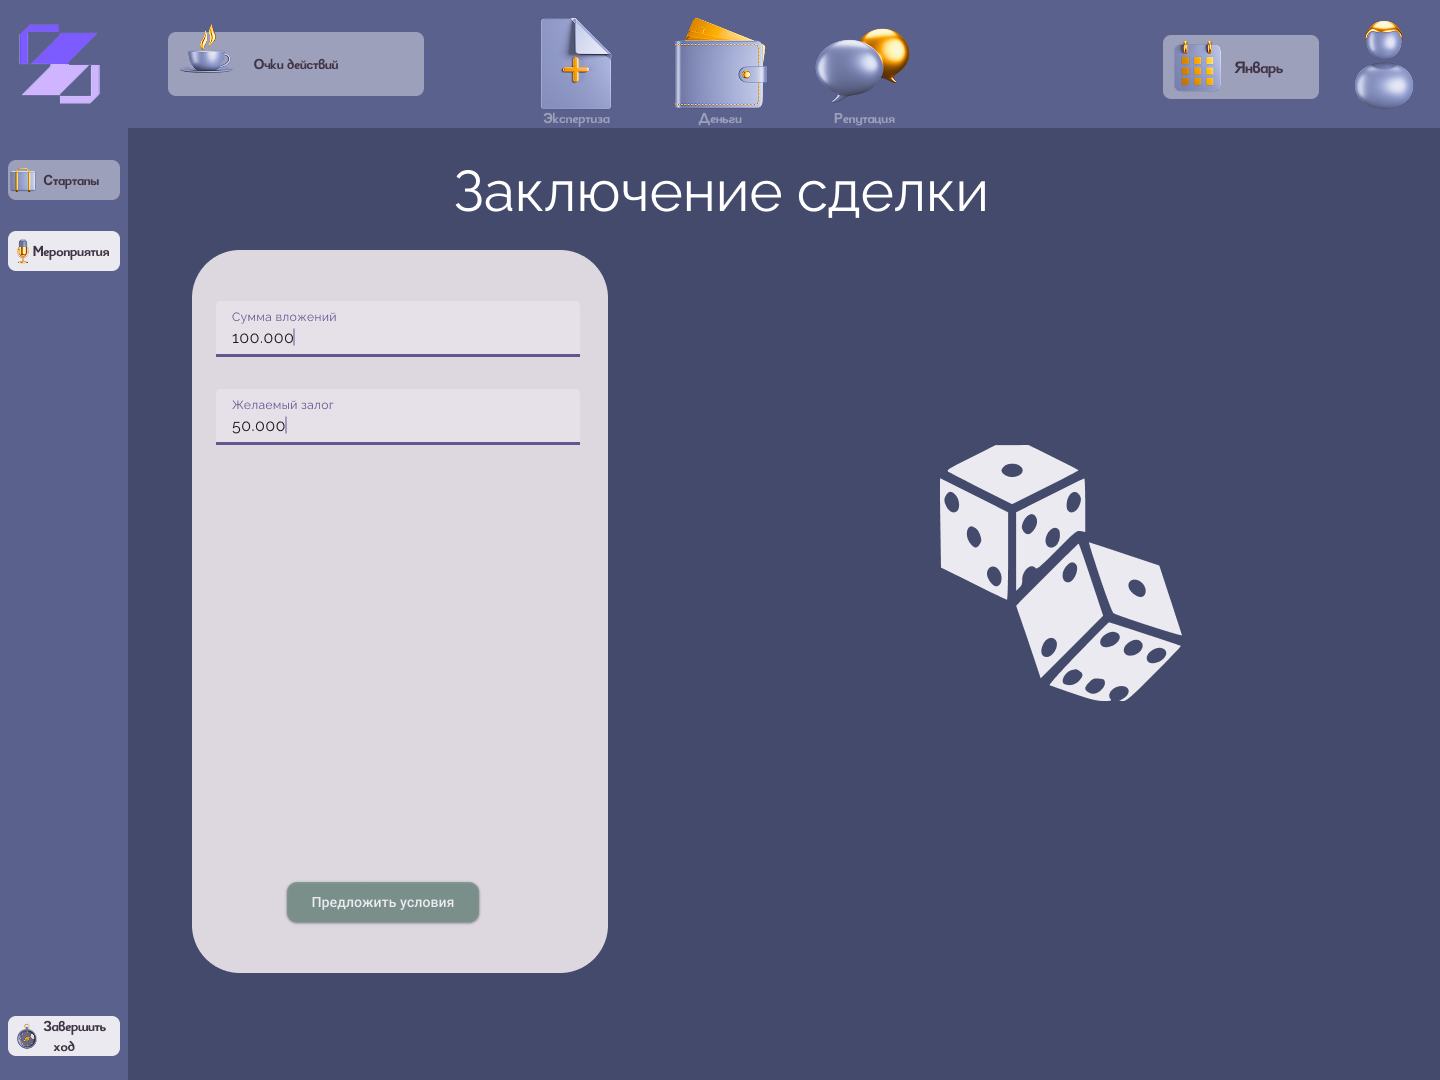 Очки действий
Экспертиза
Деньги
Репутация
Январь
Стартапы
Мероприятия
Заключение сделки
Сумма вложений
100.000
Желаемый залог
50.000
Предложить условия
Завершить
ход